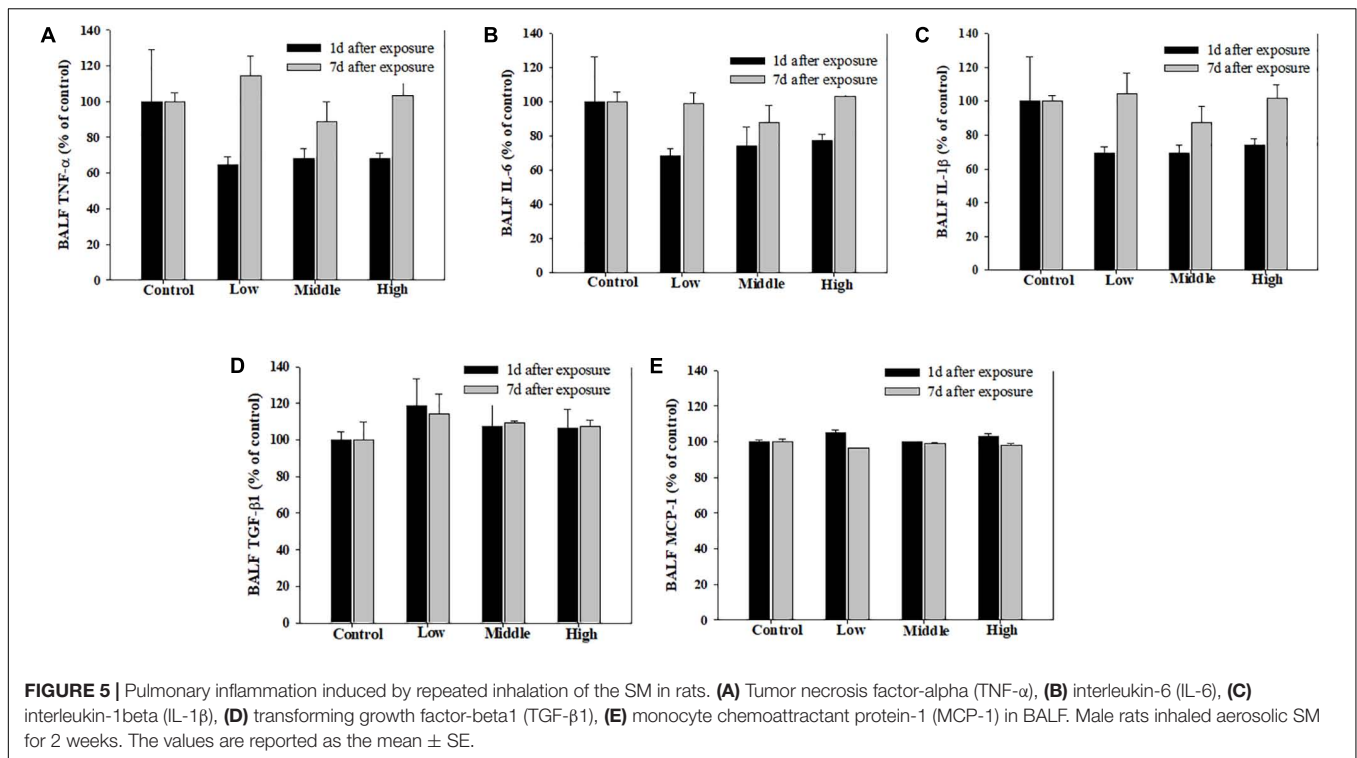 A
140
120
100
80
60
40
20
0
BALF TNF-α (% of control)
1d after exposure
7d after exposure
Control Low Middle High
B
140
120
100
80
60
40
20
0
BALF IL-6 (% of control)
1d after exposure
7d after exposure
Control Low Middle High
C
140
120
100
80
60
40
20
0
BALF IL-1β (% of control)
1d after exposure
7d after exposure
Control Low Middle High
D
140
120
100
80
60
40
20
0
BALF TGF-β1 (% of control)
1d after exposure
7d after exposure
Control Low Middle High
E
140
120
100
80
60
40
20
0
BALF MCP-1 (% of control)
1d after exposure
7d after exposure
Control Low Middle High
FIGURE 5 | Pulmonary inflammation induced by repeated inhalation of the SM in rats. (A) Tumor necrosis factor-alpha (TNF-α), (B) interleukin-6 (IL-6), (C)
interleukin-1beta (IL-1β), (D) transforming growth factor-beta1 (TGF-β1), (E) monocyte chemoattractant protein-1 (MCP-1) in BALF. Male rats inhaled aerosolic SM
for 2 weeks. The values are reported as the mean ± SE.